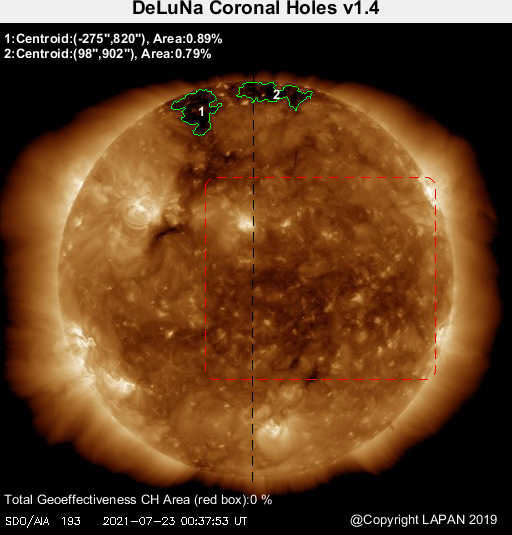 DeLuNa Coronal Holes v1.4
1:Centroid:(-275",820"), Area:0.89%
2:Centroid:(98",902"), Area:0.79%
1
2
Total Geoeffectiveness CH Area (red box):0 %
SDO/AIA 193 2021-07-23 00:37:53 UT
@Copyright LAPAN 2019